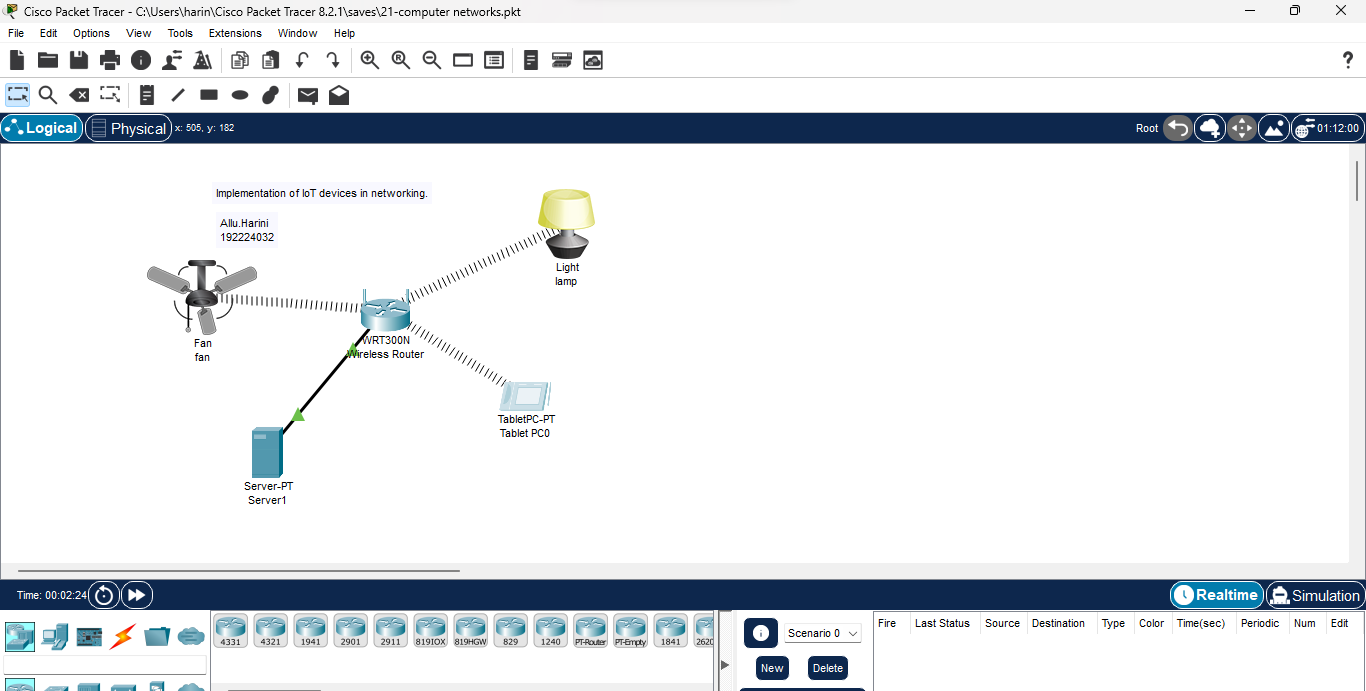 Cisco Packet Tracer - C:\Users\harin\Cisco Packet Tracer 8.2.1\saves\21-computer networks.pkt
File Edit Options View Tools Extensions Window Help
?
Logical Physical x: 505, y: 182 Root 01:12:00
Implementation of IoT devices in networking.
Allu.Harini
192224032
Light
lamp
Fan
fan
WRT300N
Wireless Router
TabletPC-PT
Tablet PC0
Server-PT
Server1
Time: 00:02:24 Realtime Simulation
4331 4321 1941 2901 2911 819IOX 819HGW 829 1240 PT-Router PT-Empty 1841 2620
Scenario 0
New Delete
Fire Last Status Source Destination Type Color Time(sec) Periodic Num Edit